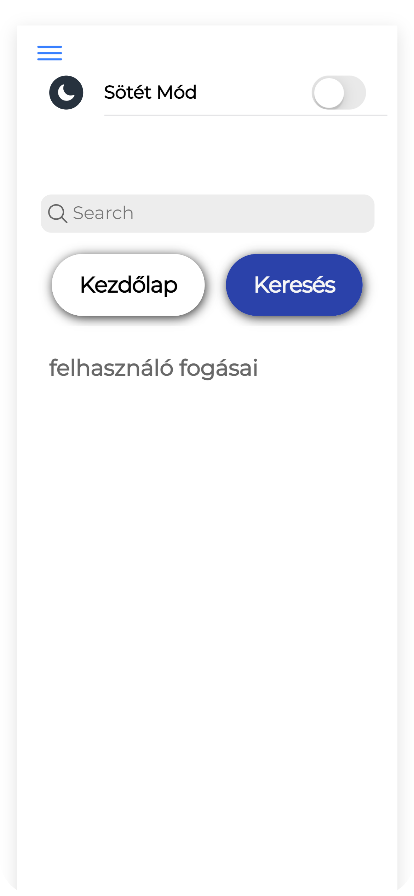 Sötét Mód
Search
Kezdőlap
Keresés
felhasználó fogásai